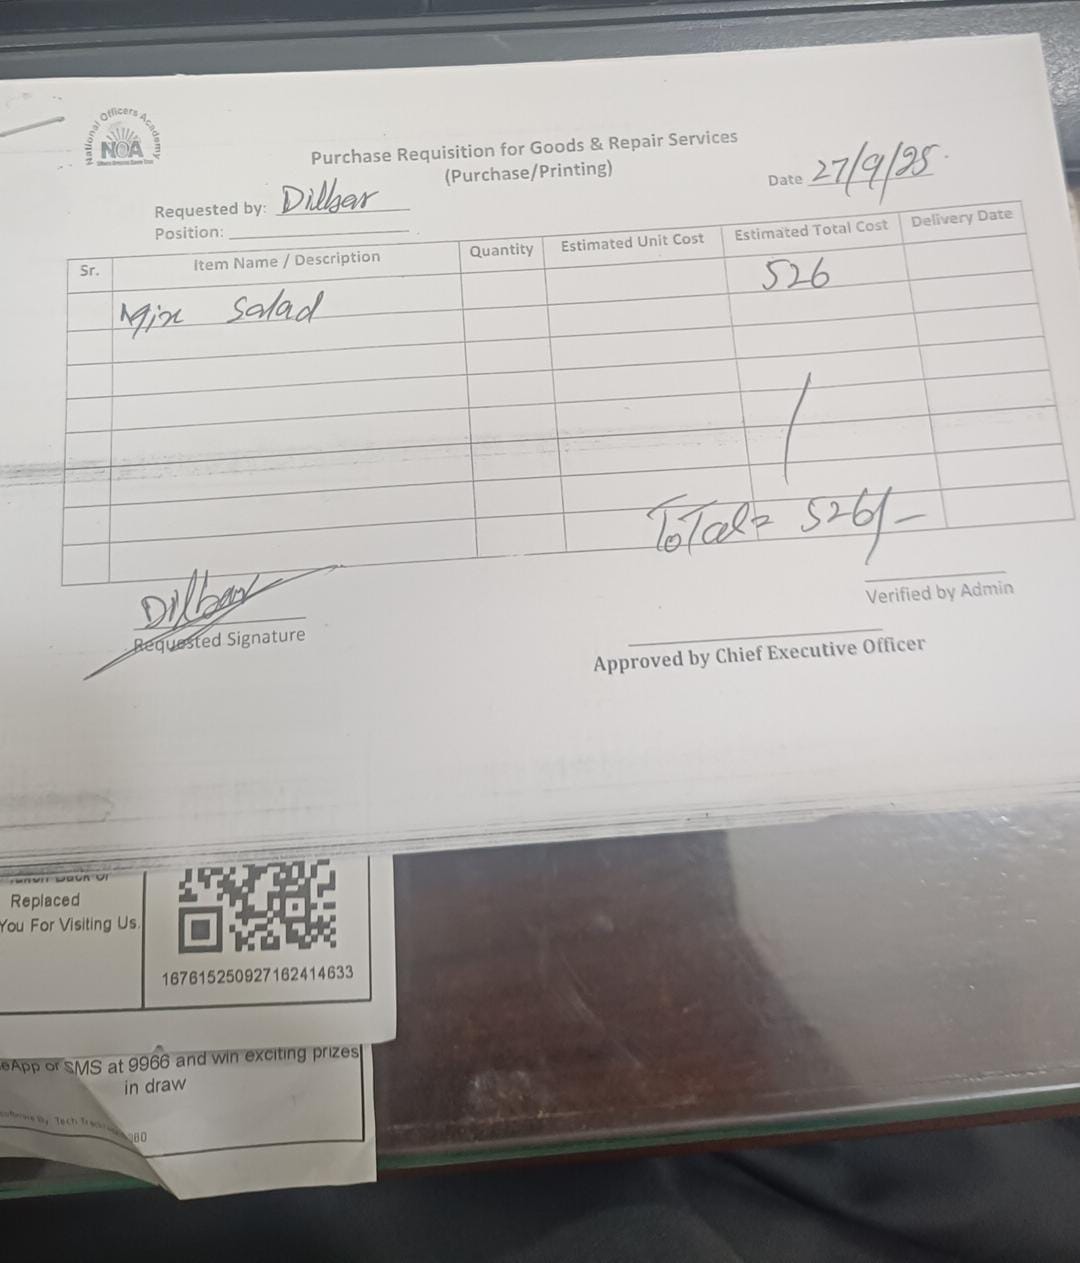 National Officers Academy
NOA
Purchase Requisition for Goods & Repair Services
(Purchase/Printing)
Date 27/9/25
Requested by: Dilbar
Position:
Sr. Item Name / Description Quantity Estimated Unit Cost Estimated Total Cost Delivery Date
Mix Salad 526
Total= 526/-
Dilbar
Requested Signature
Verified by Admin
Approved by Chief Executive Officer
Replaced
You For Visiting Us.
167615250927162414633
eApp or SMS at 9966 and win exciting prizes
in draw